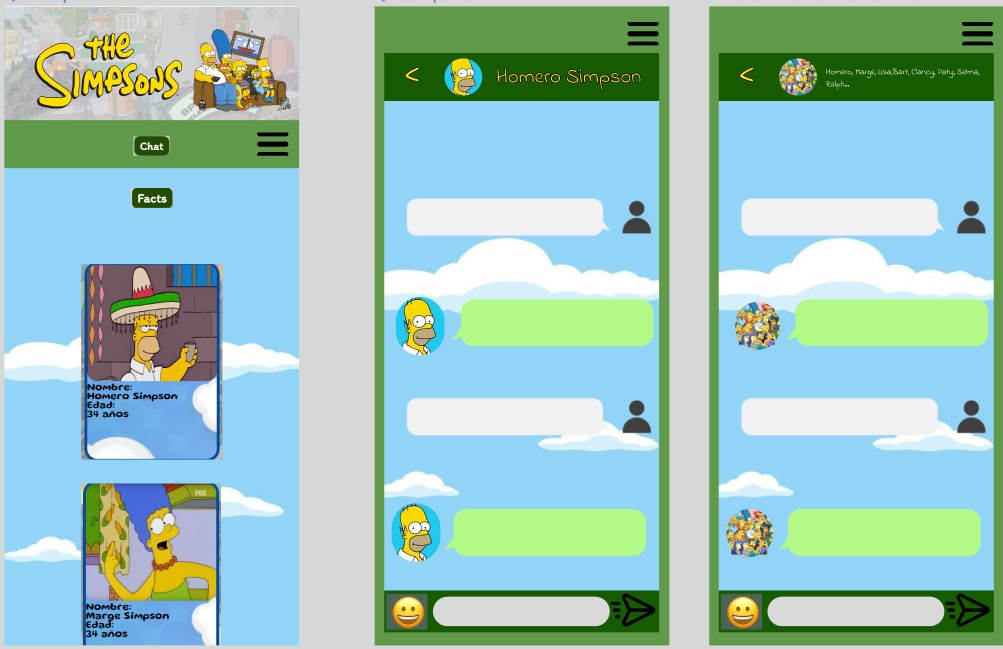 THE
SIMPSONS
Chat
Facts
Nombre:
Homero Simpson
Edad:
34 años
FOX
Nombre:
Marge Simpson
Edad:
34 años
<
Homero Simpson
<
Homero, Marge, Lisa,Bart, Clancy, Paty, Selma,
Ralph...